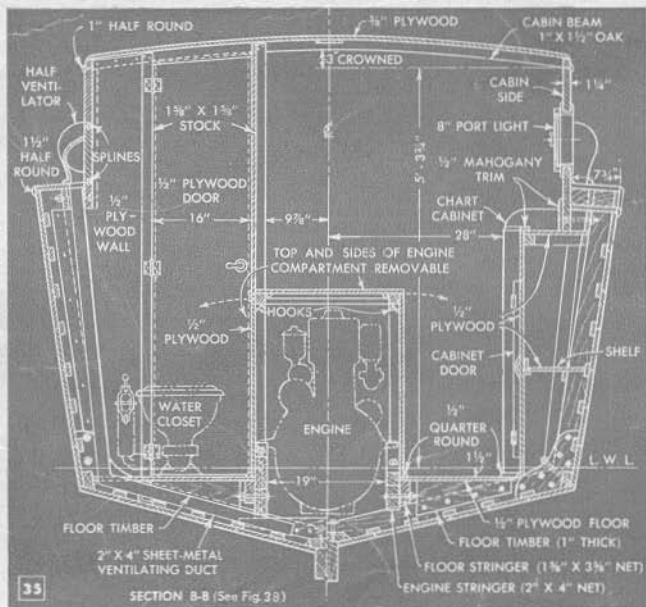 1" HALF ROUND
3/8" PLYWOOD
CABIN BEAM
1" X 1½" OAK
3" CROWNED
HALF
VENTI-
LATOR
CABIN
SIDE
1¼"
1⅝" X 1⅝"
STOCK
8" PORT LIGHT
1½"
HALF
ROUND
SPLINES
5'-3¾"
½" MAHOGANY
TRIM
7¾"
½"
PLY-
WOOD
WALL
½" PLYWOOD
DOOR
16"
9⅞"
CHART
CABINET
28"
TOP AND SIDES OF ENGINE
COMPARTMENT REMOVABLE
HOOKS
½"
PLYWOOD
½"
PLYWOOD
CABINET
DOOR
SHELF
WATER
CLOSET
ENGINE
½"
QUARTER
ROUND
1½"
L.W.L.
19"
FLOOR TIMBER
½" PLYWOOD FLOOR
FLOOR TIMBER (1" THICK)
2" X 4" SHEET-METAL
VENTILATING DUCT
FLOOR STRINGER (1⅝" X 3⅝" NET)
ENGINE STRINGER (2" X 4" NET)
35
SECTION B-B (See Fig. 38)